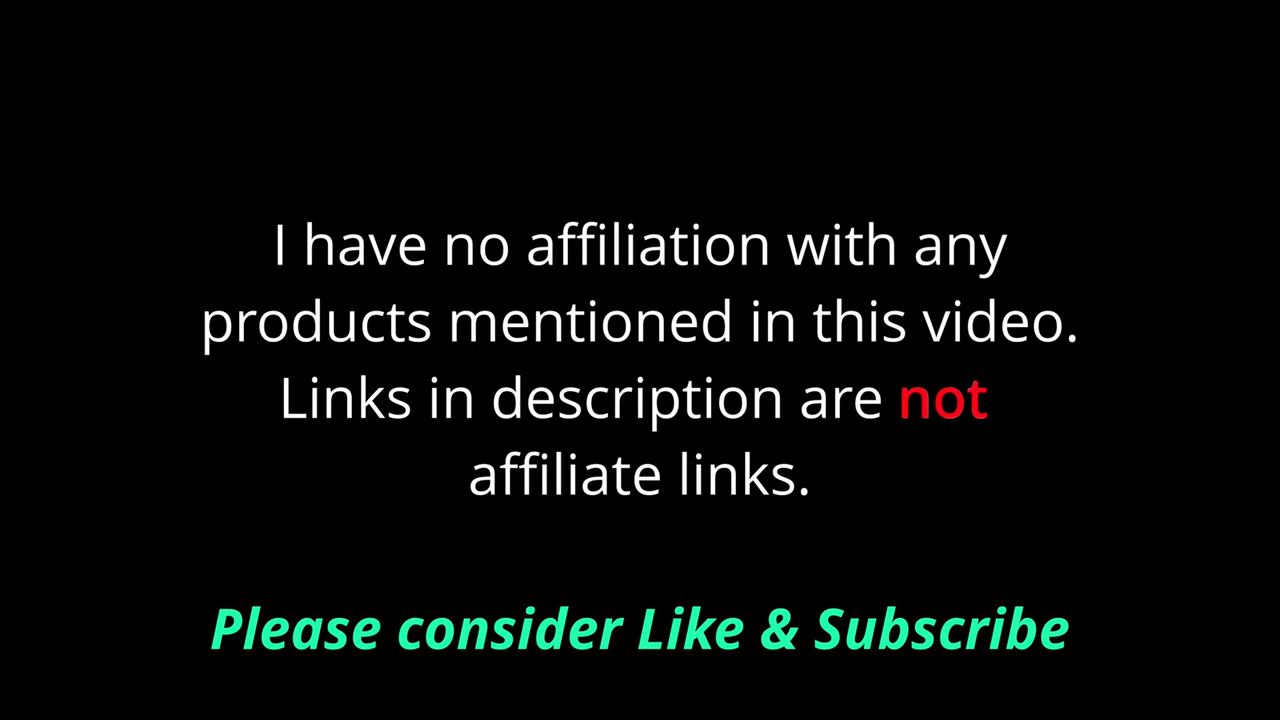 I have no affiliation with any
products mentioned in this video.
Links in description are not
affiliate links.
Please consider Like & Subscribe